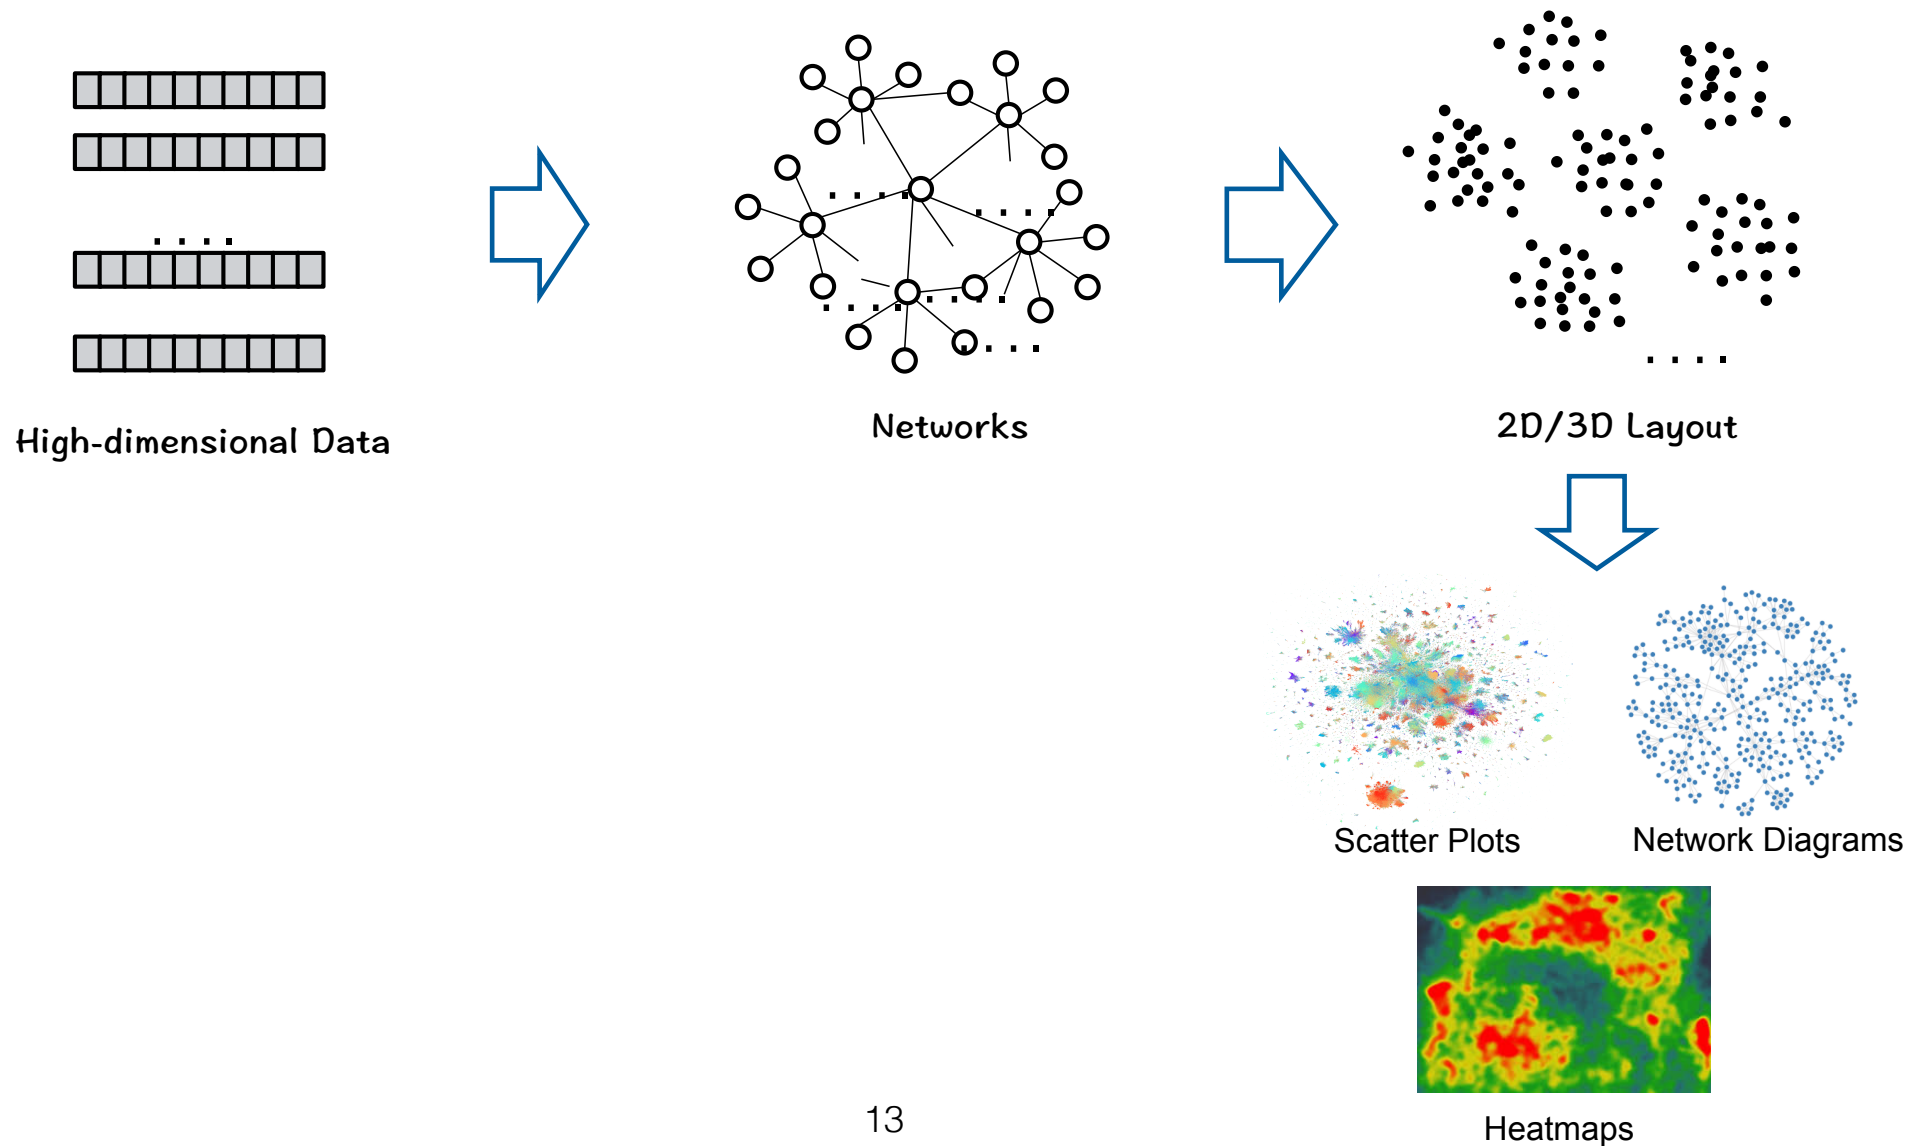 High-dimensional Data
Networks
2D/3D Layout
Scatter Plots
Network Diagrams
Heatmaps
13